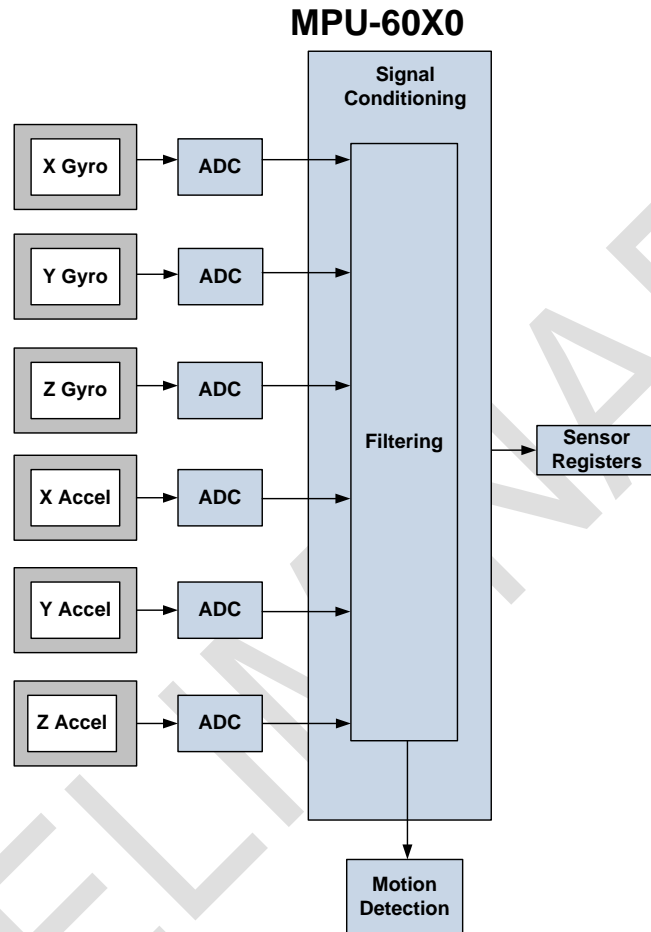 MPU-60X0
Signal
Conditioning
X Gyro
ADC
Y Gyro
ADC
Z Gyro
ADC
Filtering
Sensor
Registers
X Accel
ADC
Y Accel
ADC
Z Accel
ADC
Motion
Detection